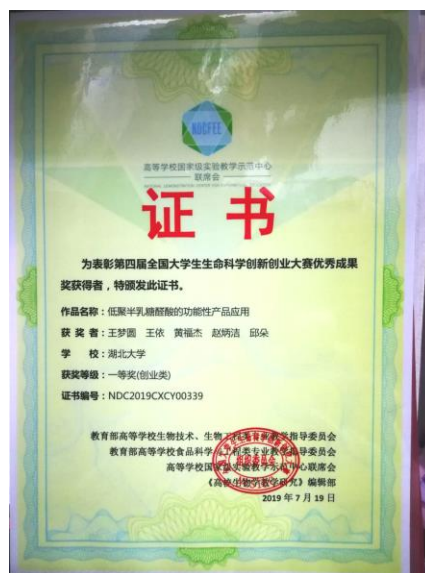 NDCFEE
高等学校国家级实验教学示范中心
联席会
证书
为表彰第四届全国大学生生命科学创新创业大赛优秀成果
奖获得者，特颁发此证书。
作品名称：低聚半乳糖醛酸的功能性产品应用
获奖者：王梦圆 王依 黄福杰 赵炳洁 邱朵
学校：湖北大学
获奖等级：一等奖(创业类)
证书编号：NDC2019CXCY00339
教育部高等学校生物技术、生物工程类专业教学指导委员会
教育部高等学校食品科学与工程类专业教学指导委员会
高等学校国家级实验教学示范中心联席会
《高校生物学教学研究》编辑部
2019年7月19日